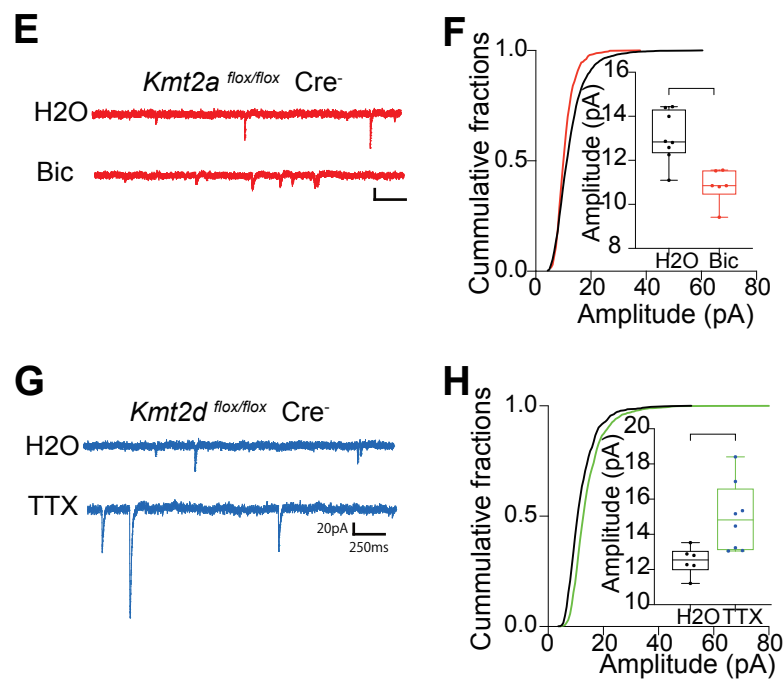 E
Kmt2a flox/flox Cre-
H2O
Bic
F
Cummulative fractions
1.0
0.5
0.0
0 20 40 60 80
Amplitude (pA)
Amplitude (pA)
16
14
12
10
8
H2O Bic
G
Kmt2d flox/flox Cre-
H2O
TTX
20pA
250ms
H
Cummulative fractions
1.0
0.5
0.0
0 20 40 60 80
Amplitude (pA)
Amplitude (pA)
20
18
16
14
12
10
H2O TTX